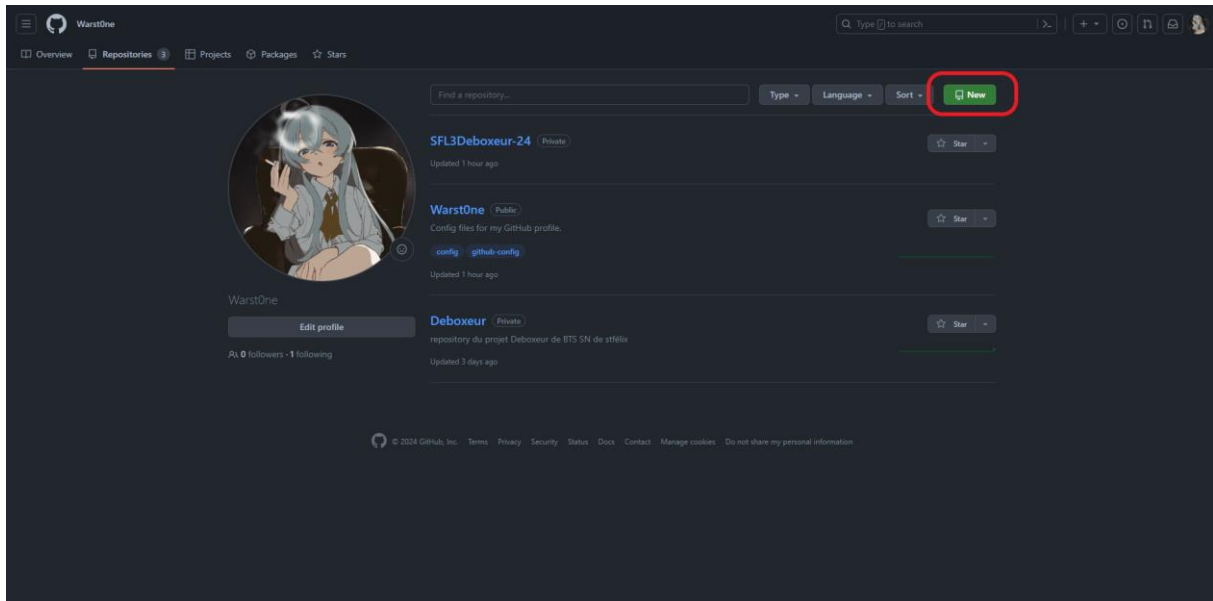 Warst0ne
Type / to search
Overview Repositories 3 Projects Packages Stars
Find a repository...
Type Language Sort New
SFL3Deboxeur-24 Private
Star
Updated 1 hour ago
Warst0ne Public
Star
Config files for my GitHub profile.
config github-config
Updated 1 hour ago
Warst0ne
Edit profile
0 followers · 1 following
Deboxeur Private
Star
repository du projet Deboxeur de BTS SN de stfélix
Updated 3 days ago
© 2024 GitHub, Inc. Terms Privacy Security Status Docs Contact Manage cookies Do not share my personal information